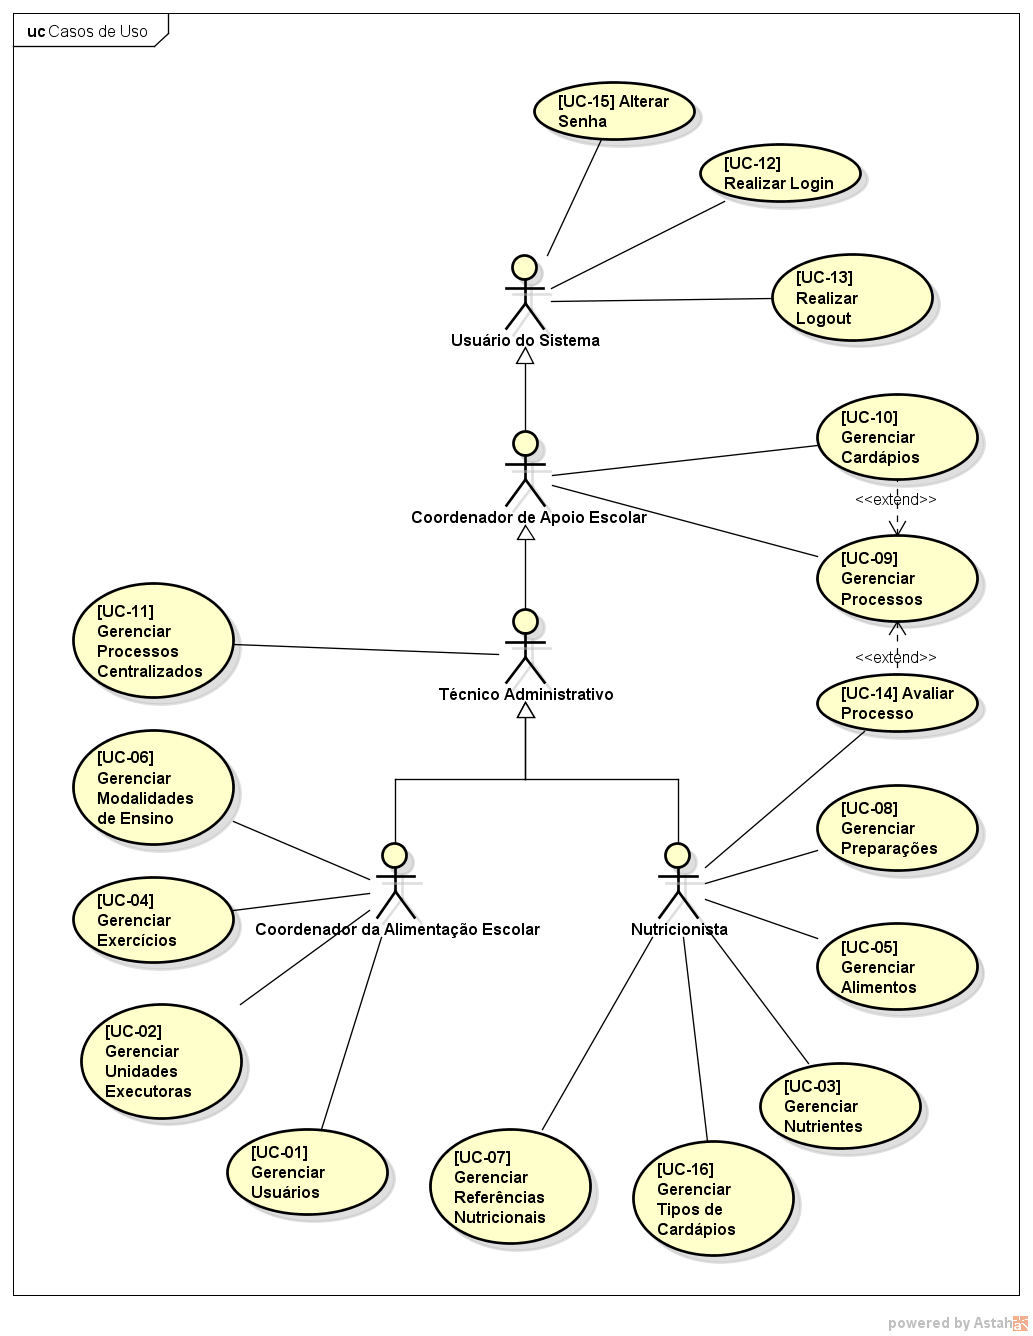 uc Casos de Uso
[UC-15] Alterar
Senha
[UC-12]
Realizar Login
[UC-13]
Realizar
Logout
Usuário do Sistema
[UC-10]
Gerenciar
Cardápios
<<extend>>
Coordenador de Apoio Escolar
[UC-09]
Gerenciar
Processos
[UC-11]
Gerenciar
Processos
Centralizados
<<extend>>
Técnico Administrativo
[UC-14] Avaliar
Processo
[UC-06]
Gerenciar
Modalidades
de Ensino
[UC-08]
Gerenciar
Preparações
[UC-04]
Gerenciar
Exercícios
Coordenador da Alimentação Escolar
Nutricionista
[UC-05]
Gerenciar
Alimentos
[UC-02]
Gerenciar
Unidades
Executoras
[UC-03]
Gerenciar
Nutrientes
[UC-01]
Gerenciar
Usuários
[UC-07]
Gerenciar
Referências
Nutricionais
[UC-16]
Gerenciar
Tipos de
Cardápios
powered by Astah